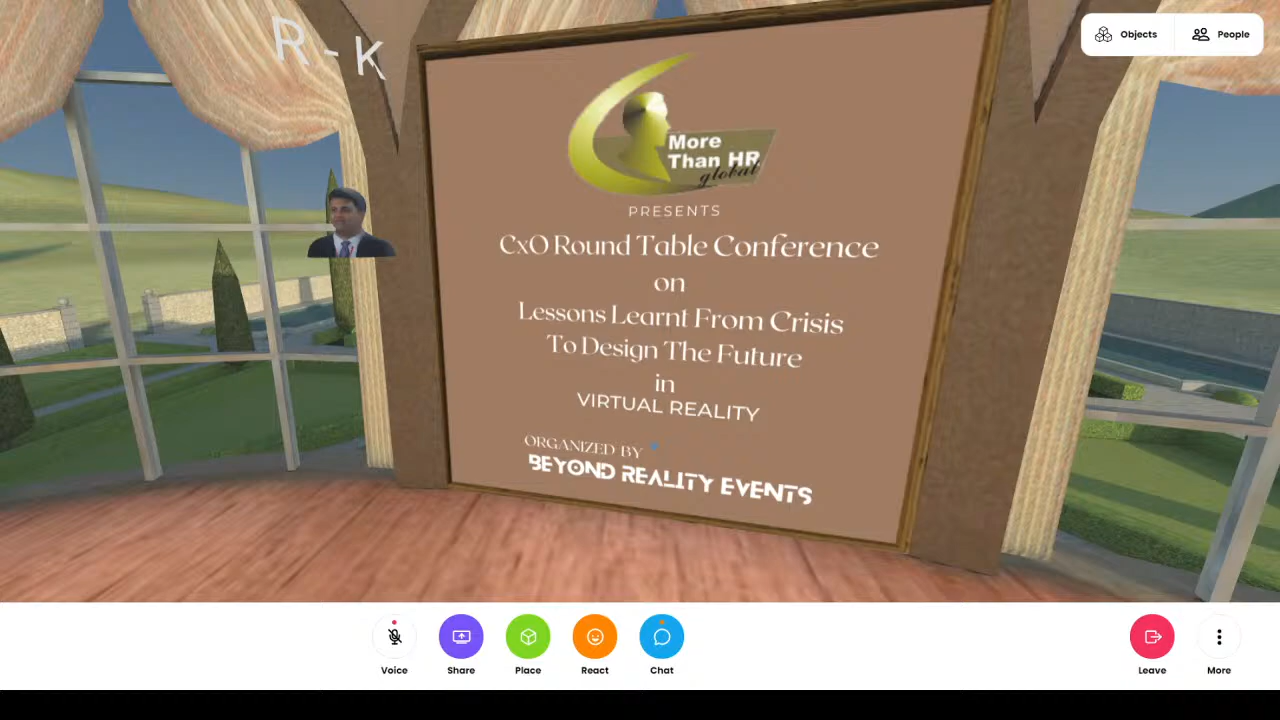 R - K
Objects
People
More
Than HR
global
PRESENTS
CxO Round Table Conference
on
Lessons Learnt From Crisis
To Design The Future
in
VIRTUAL REALITY
ORGANIZED BY
BEYOND REALITY EVENTS
Voice
Share
Place
React
Chat
Leave
More